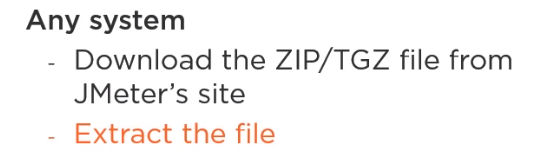 Any system
- Download the ZIP/TGZ file from
JMeter’s site
- Extract the file